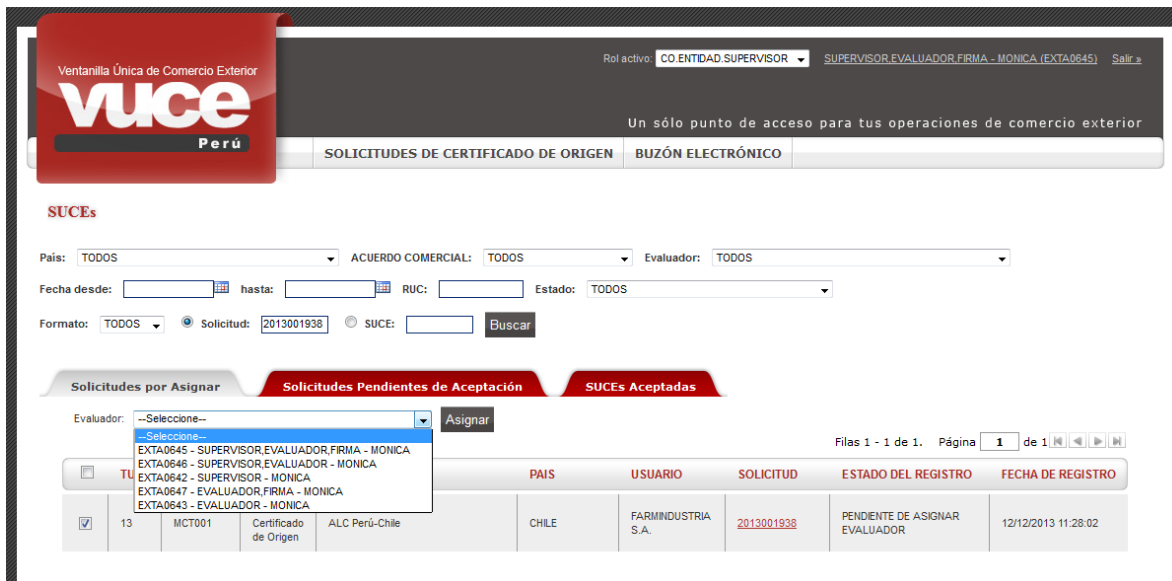 Ventanilla Única de Comercio Exterior
vuce
Perú
Rol activo: CO.ENTIDAD.SUPERVISOR SUPERVISOR,EVALUADOR,FIRMA - MONICA (EXTA0645) Salir »
Un sólo punto de acceso para tus operaciones de comercio exterior
SOLICITUDES DE CERTIFICADO DE ORIGEN BUZÓN ELECTRÓNICO
SUCEs
País: TODOS ACUERDO COMERCIAL: TODOS Evaluador: TODOS
Fecha desde: hasta: RUC: Estado: TODOS
Formato: TODOS Solicitud: 2013001938 SUCE: Buscar
Solicitudes por Asignar Solicitudes Pendientes de Aceptación SUCEs Aceptadas
Evaluador: --Seleccione-- Asignar
--Seleccione--
EXTA0645 - SUPERVISOR,EVALUADOR,FIRMA - MONICA
EXTA0646 - SUPERVISOR,EVALUADOR - MONICA
EXTA0642 - SUPERVISOR - MONICA
EXTA0647 - EVALUADOR,FIRMA - MONICA
EXTA0643 - EVALUADOR - MONICA
Filas 1 - 1 de 1. Página 1 de 1
PAIS USUARIO SOLICITUD ESTADO DEL REGISTRO FECHA DE REGISTRO
13 MCT001 Certificado de Origen ALC Perú-Chile CHILE FARMINDUSTRIA S.A. 2013001938 PENDIENTE DE ASIGNAR EVALUADOR 12/12/2013 11:28:02